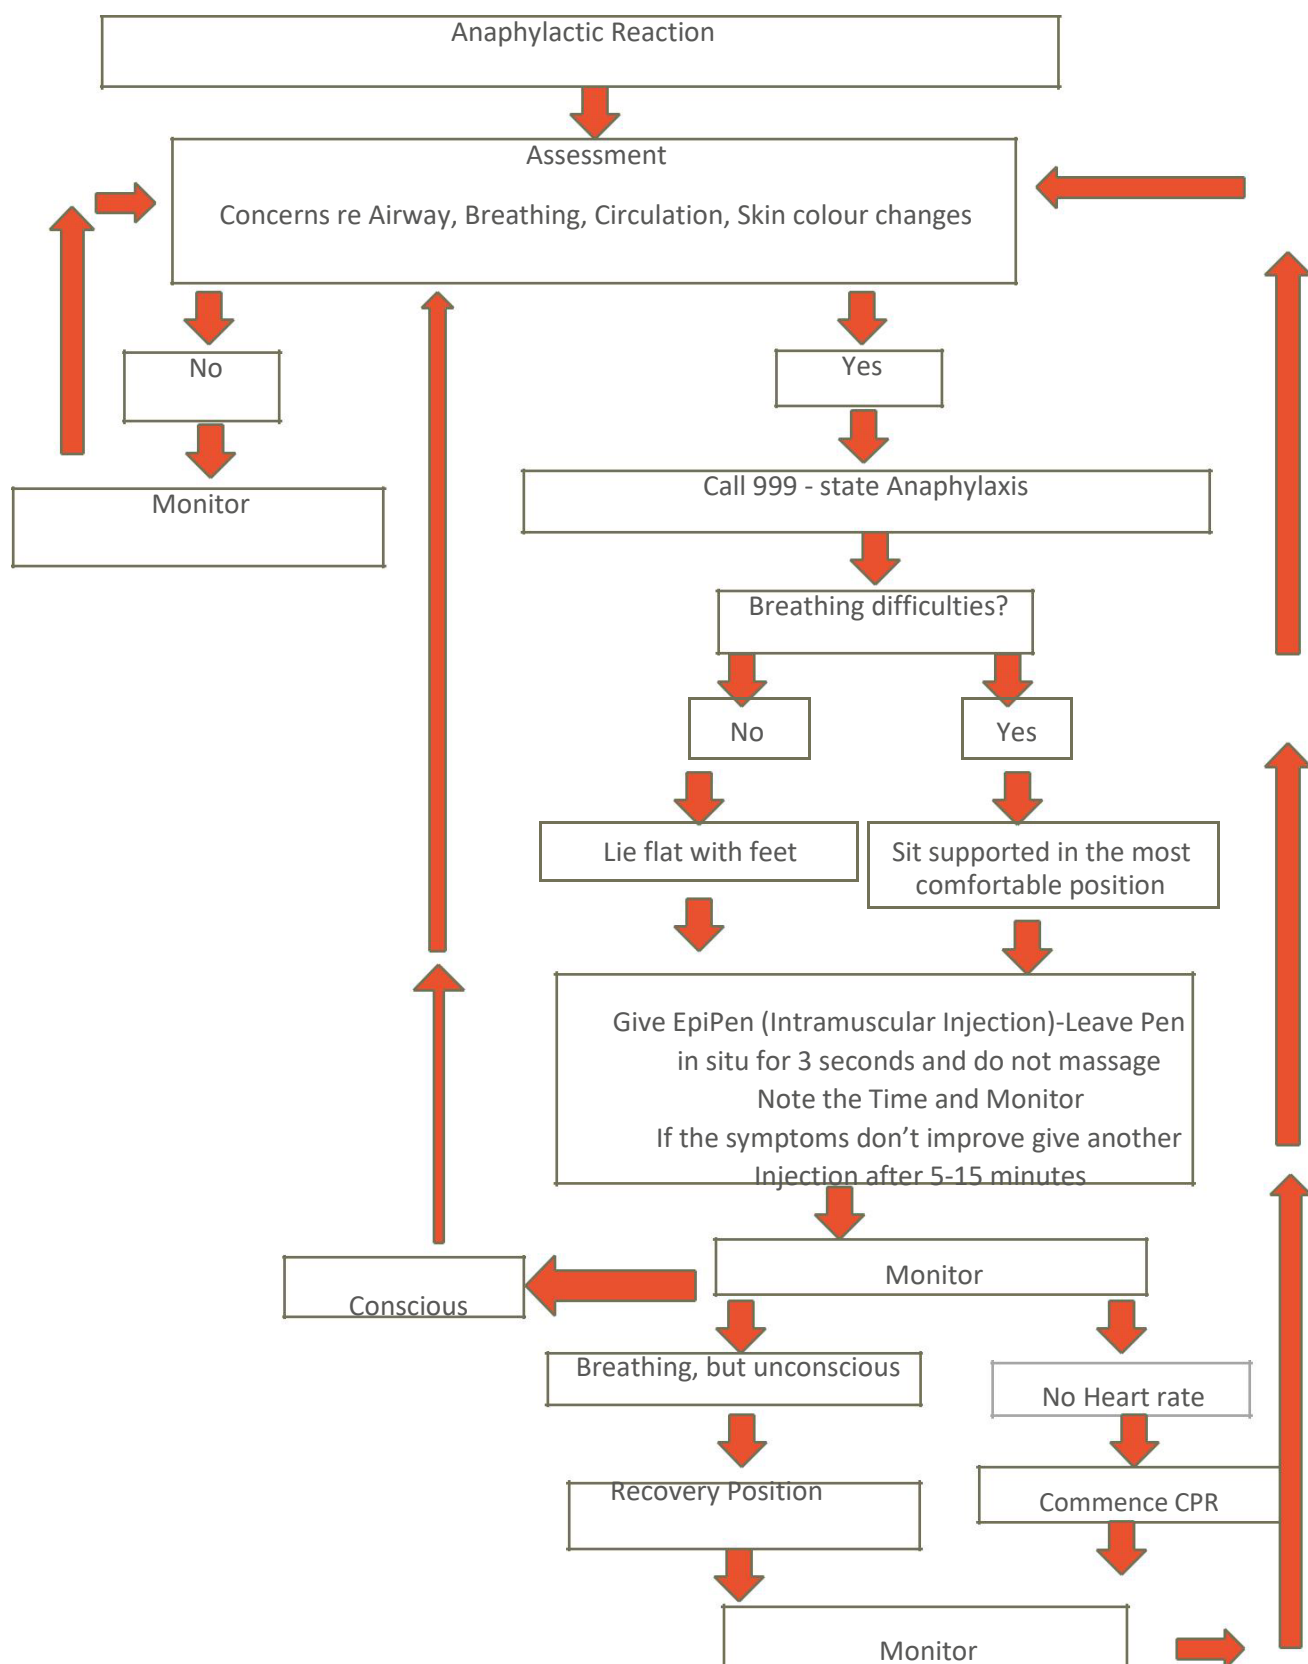 Anaphylactic Reaction
Assessment
Concerns re Airway, Breathing, Circulation, Skin colour changes
No
Yes
Monitor
Call 999 - state Anaphylaxis
Breathing difficulties?
No
Yes
Lie flat with feet
Sit supported in the most
comfortable position
Give EpiPen (Intramuscular Injection)-Leave Pen
in situ for 3 seconds and do not massage
Note the Time and Monitor
If the symptoms don’t improve give another
Injection after 5-15 minutes
Monitor
Conscious
Breathing, but unconscious
No Heart rate
Recovery Position
Commence CPR
Monitor